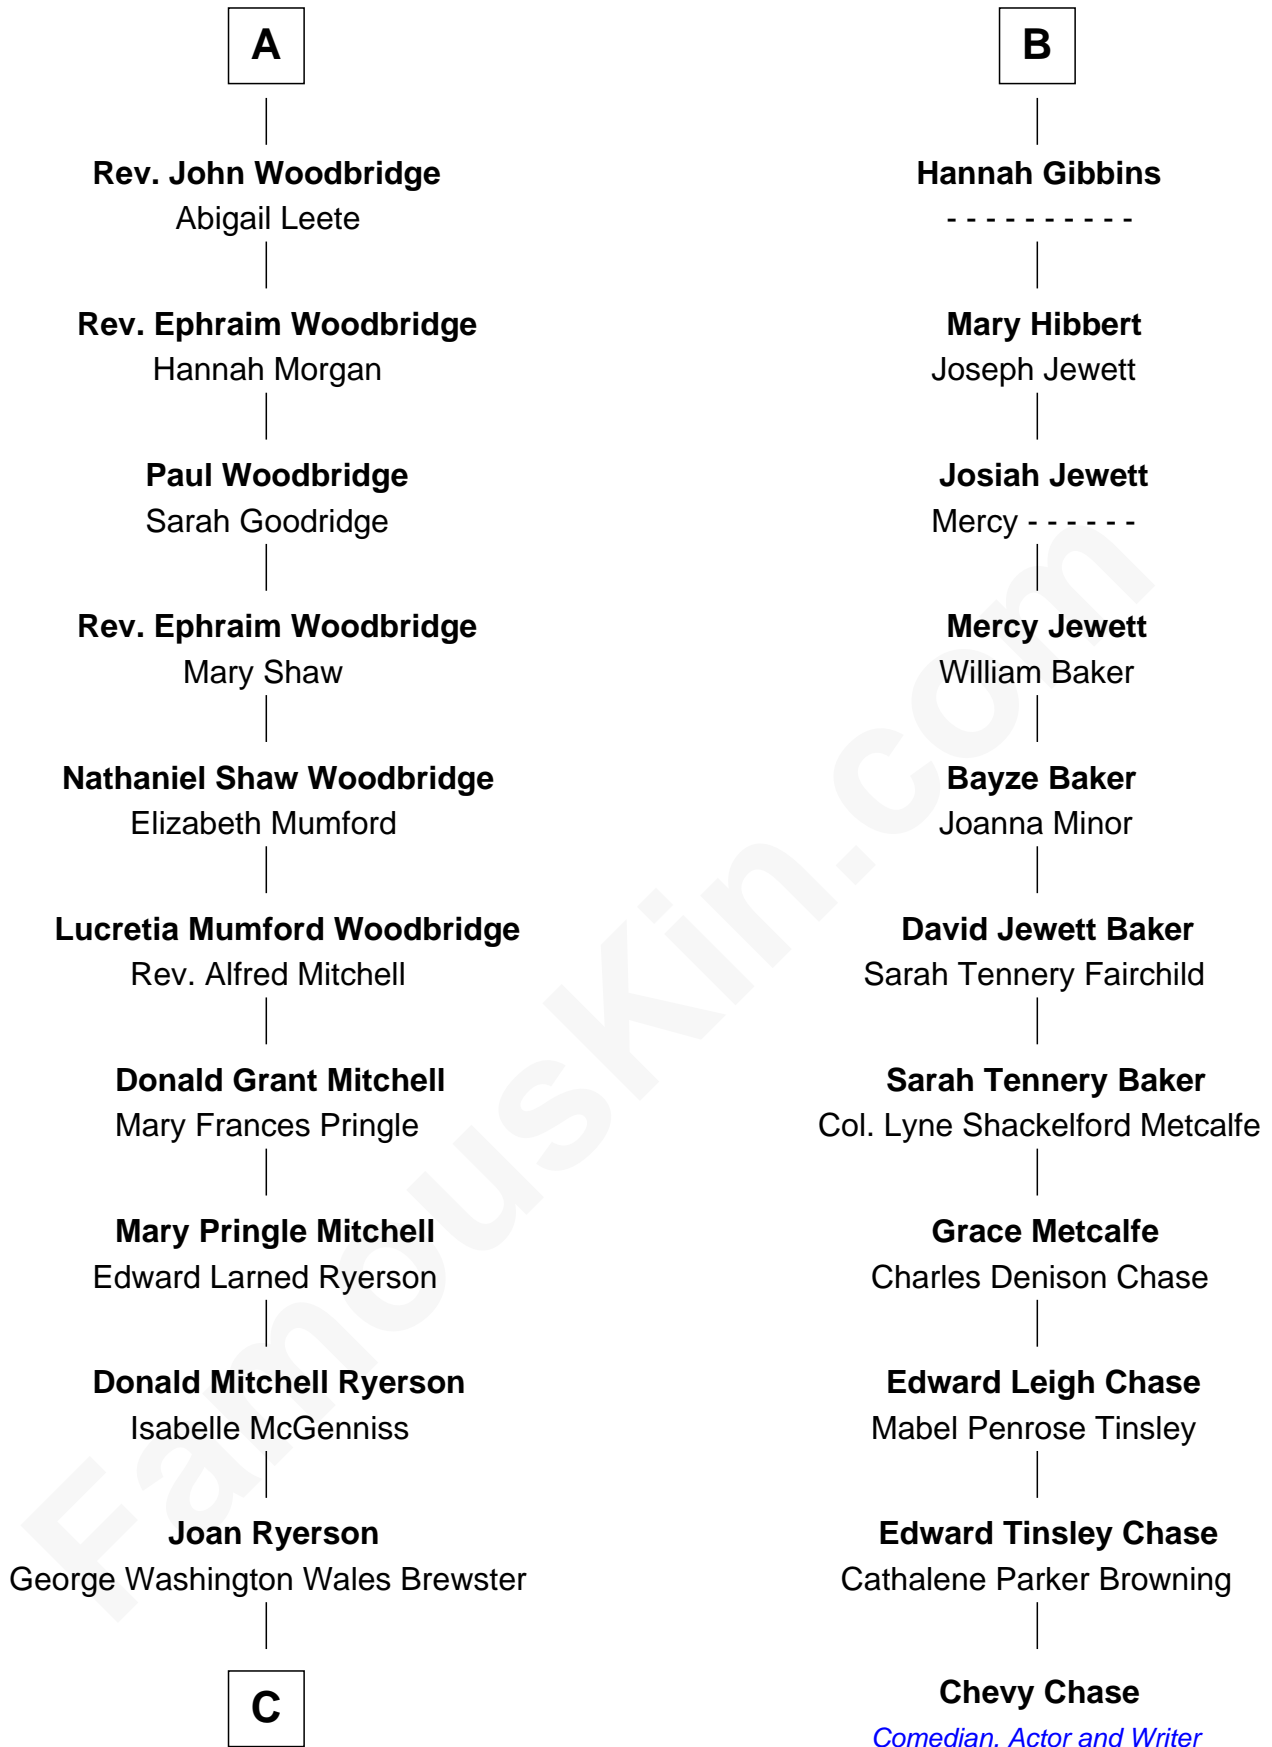 A
Rev. John Woodbridge
Abigail Leete
Rev. Ephraim Woodbridge
Hannah Morgan
Paul Woodbridge
Sarah Goodridge
Rev. Ephraim Woodbridge
Mary Shaw
Nathaniel Shaw Woodbridge
Elizabeth Mumford
Lucretia Mumford Woodbridge
Rev. Alfred Mitchell
Donald Grant Mitchell
Mary Frances Pringle
Mary Pringle Mitchell
Edward Larned Ryerson
Donald Mitchell Ryerson
Isabelle McGenniss
Joan Ryerson
George Washington Wales Brewster
C
B
Hannah Gibbins
- - - - - - - - - -
Mary Hibbert
Joseph Jewett
Josiah Jewett
Mercy - - - - - -
Mercy Jewett
William Baker
Bayze Baker
Joanna Minor
David Jewett Baker
Sarah Tennery Fairchild
Sarah Tennery Baker
Col. Lyne Shackelford Metcalfe
Grace Metcalfe
Charles Denison Chase
Edward Leigh Chase
Mabel Penrose Tinsley
Edward Tinsley Chase
Cathalene Parker Browning
Chevy Chase
Comedian, Actor and Writer
FamousKin.com